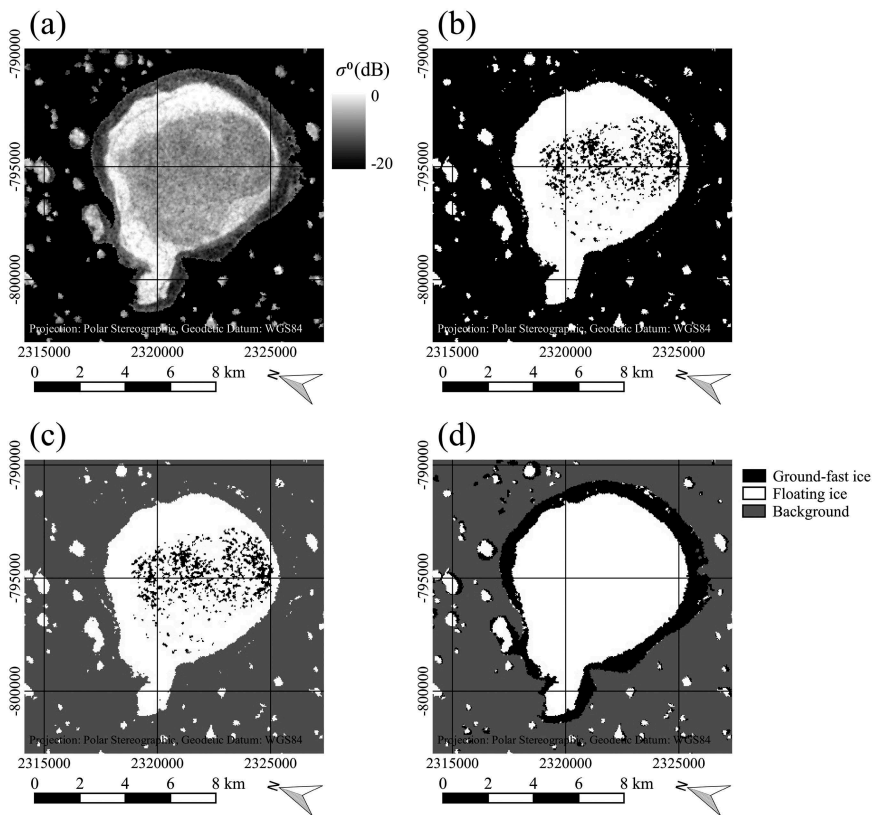 (a)
(b)
-790000
-795000
-800000
σ⁰(dB)
0
-20
-790000
-795000
-800000
Projection: Polar Stereographic, Geodetic Datum: WGS84
Projection: Polar Stereographic, Geodetic Datum: WGS84
2315000 2320000 2325000
2315000 2320000 2325000
0 2 4 6 8 km
N
0 2 4 6 8 km
N
(c)
(d)
-790000
-795000
-800000
-790000
-795000
-800000
Ground-fast ice
Floating ice
Background
Projection: Polar Stereographic, Geodetic Datum: WGS84
Projection: Polar Stereographic, Geodetic Datum: WGS84
2315000 2320000 2325000
2315000 2320000 2325000
0 2 4 6 8 km
N
0 2 4 6 8 km
N